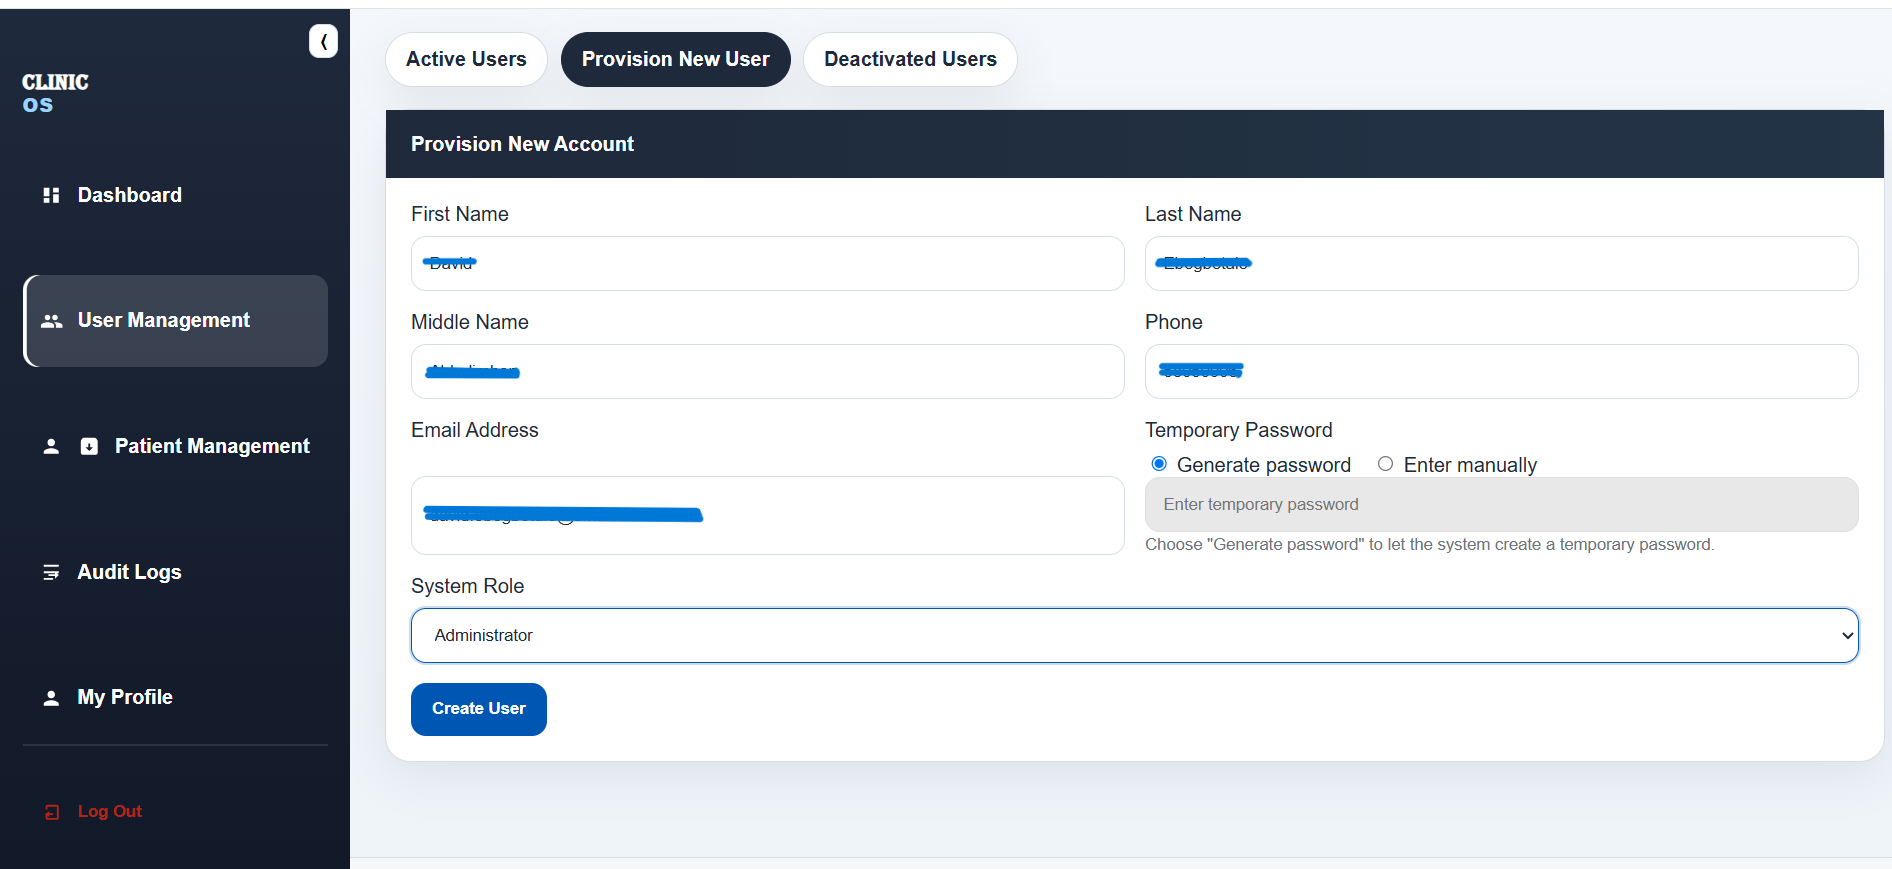 CLINIC
OS
Dashboard
User Management
Patient Management
Audit Logs
My Profile
Log Out
Active Users
Provision New User
Deactivated Users
Provision New Account
First Name
Last Name
Middle Name
Phone
Email Address
Temporary Password
Generate password
Enter manually
Enter temporary password
Choose "Generate password" to let the system create a temporary password.
System Role
Administrator
Create User